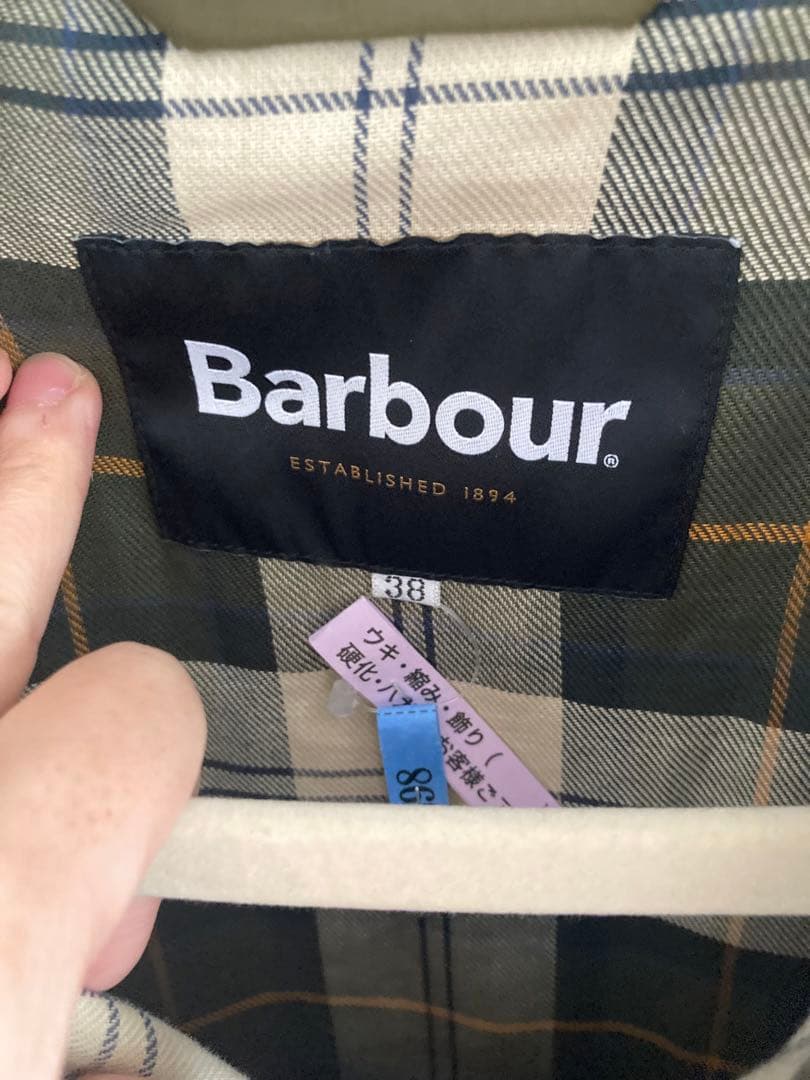 Barbour®
ESTABLISHED 1894
38
ウキ・縮み・飾り (
硬化・ハ
お客様ご
86